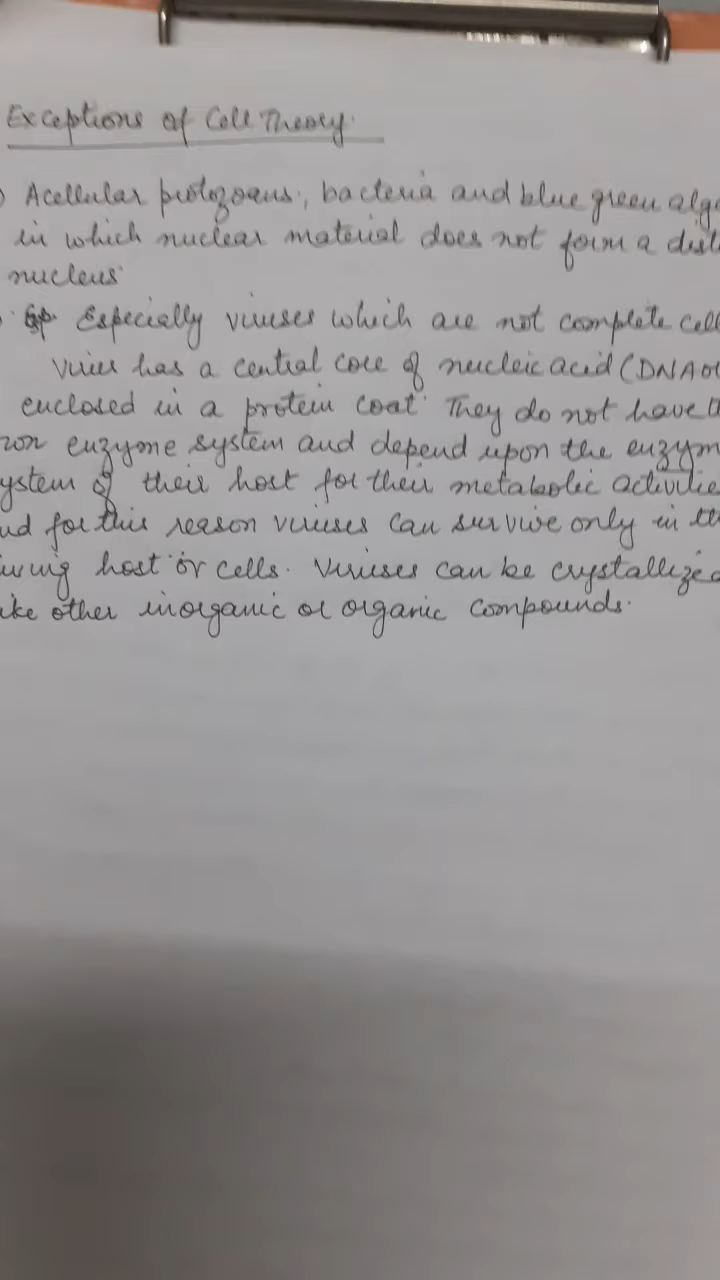 Exceptions of Cell Theory.
) Acellular protozoans, bacteria and blue green alg
in which nuclear material does not form a dist
nucleus
Especially viruses which are not complete cell
Virus has a central core of nucleic acid (DNA o
enclosed in a protein coat. They do not have t
enzyme system and depend upon the enzym
ystem of their host for their metabolic activitie
nd for this reason viruses can survive only in
host or cells. Viruses can be crystallized
ike other inorganic or organic compounds.